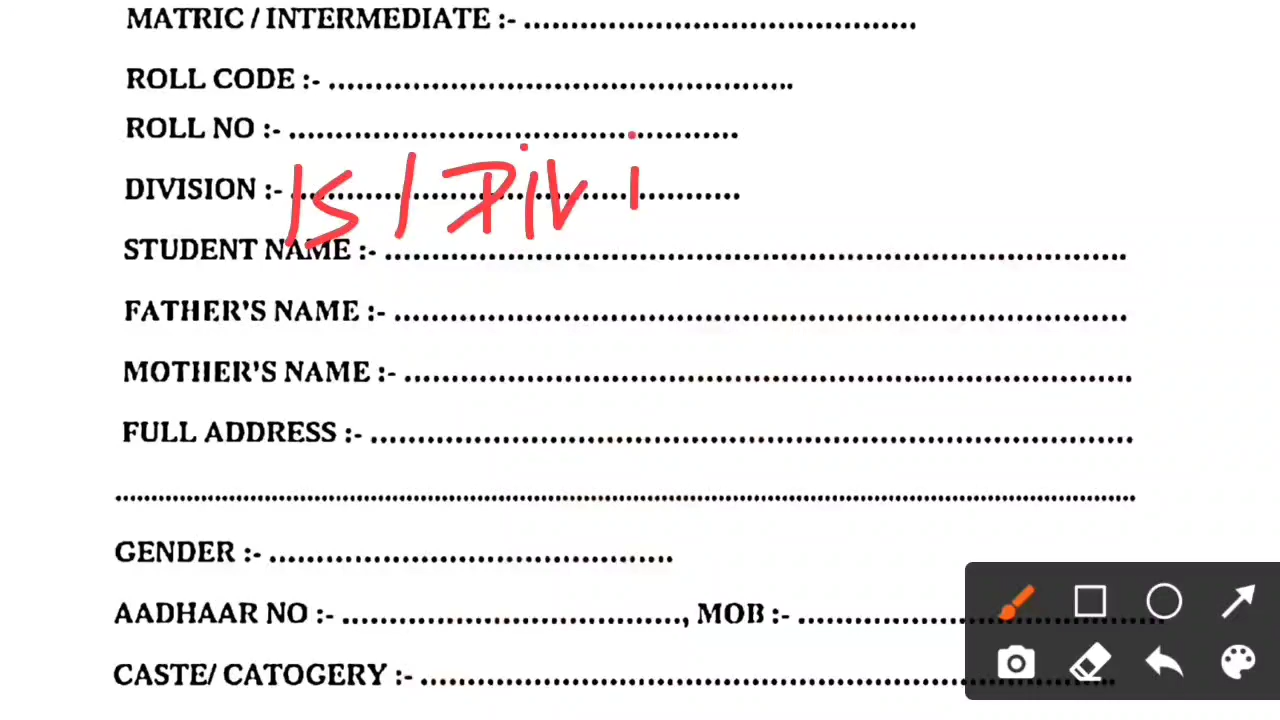 MATRIC / INTERMEDIATE :- ..........................................
ROLL CODE :- ..................................................
ROLL NO :- ................................................
DIVISION :- ................................................
Div
STUDENT NAME :- ................................................................................
FATHER'S NAME :- ...............................................................................
MOTHER'S NAME :- ..............................................................................
FULL ADDRESS :- ..................................................................................
..............................................................................................................
GENDER :- ...........................................
AADHAAR NO :- ...................................., MOB :- .......................................
CASTE/ CATOGERY :- ..........................................................................